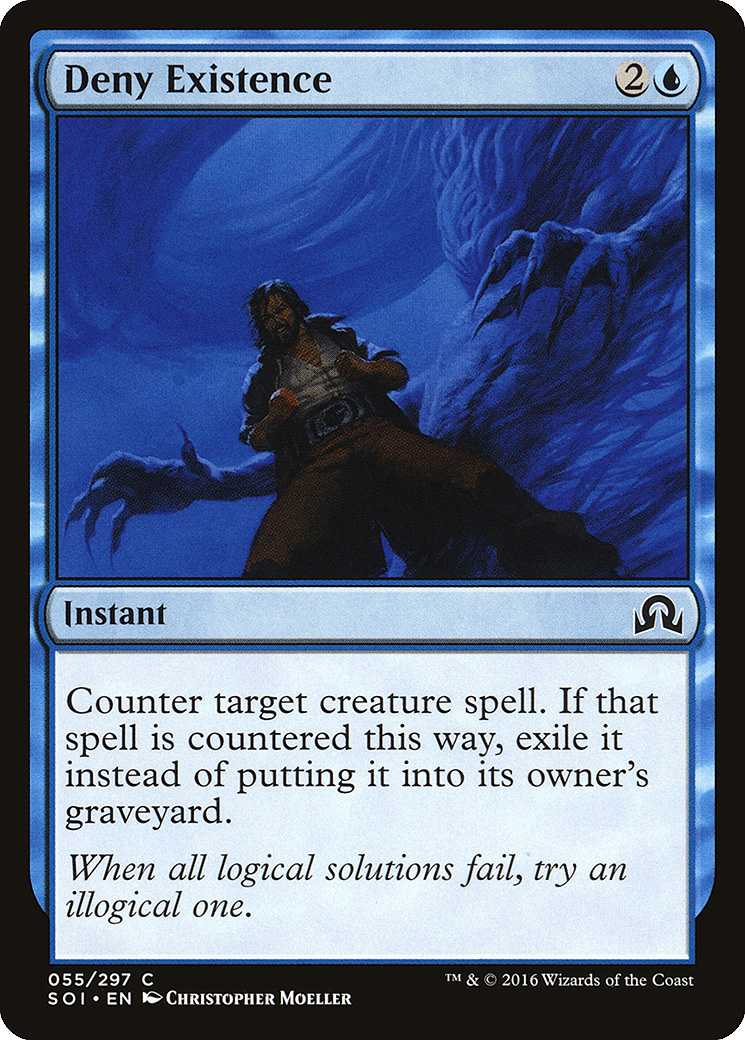 Deny Existence 2
Instant
Counter target creature spell. If that
spell is countered this way, exile it
instead of putting it into its owner's
graveyard.
When all logical solutions fail, try an
illogical one.
055/297 C
SOI • EN Christopher Moeller
™ & © 2016 Wizards of the Coast